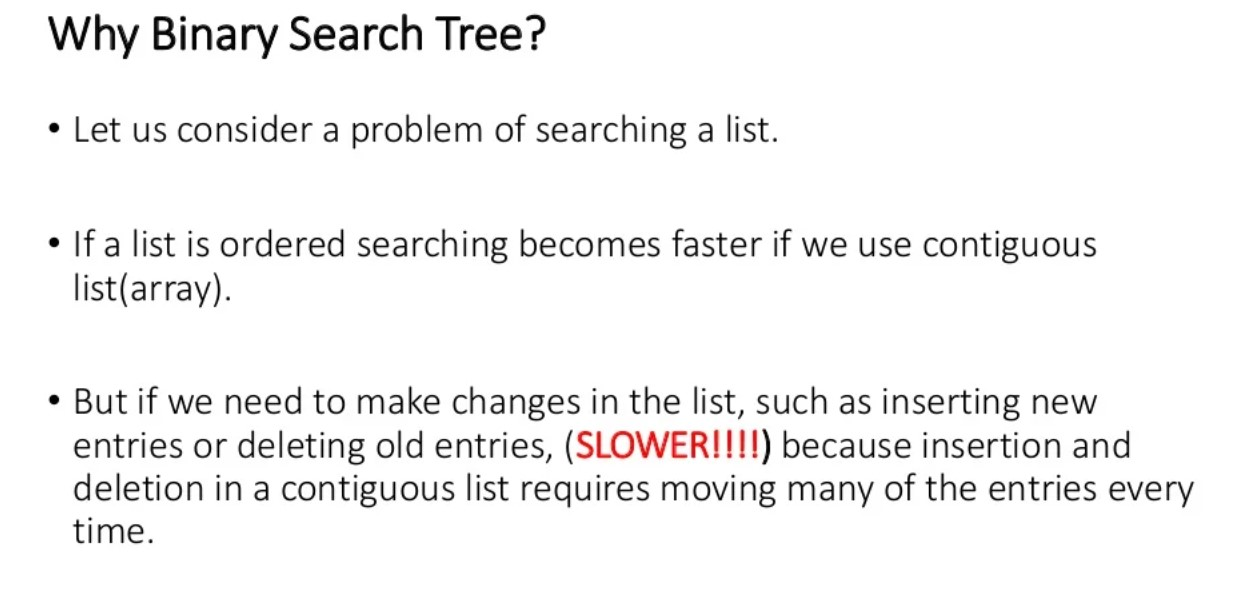 Why Binary Search Tree?
• Let us consider a problem of searching a list.
• If a list is ordered searching becomes faster if we use contiguous
list(array).
• But if we need to make changes in the list, such as inserting new
entries or deleting old entries, (SLOWER!!!!) because insertion and
deletion in a contiguous list requires moving many of the entries every
time.